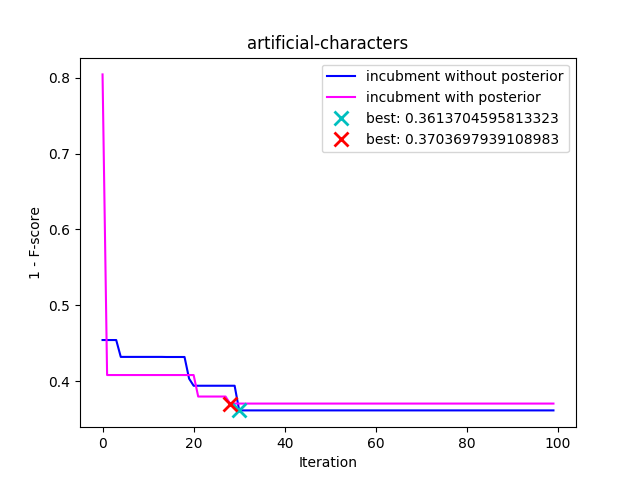 artificial-characters
incubment without posterior
incubment with posterior
best: 0.3613704595813323
best: 0.3703697939108983
1 - F-score
0.8
0.7
0.6
0.5
0.4
0 20 40 60 80 100
Iteration